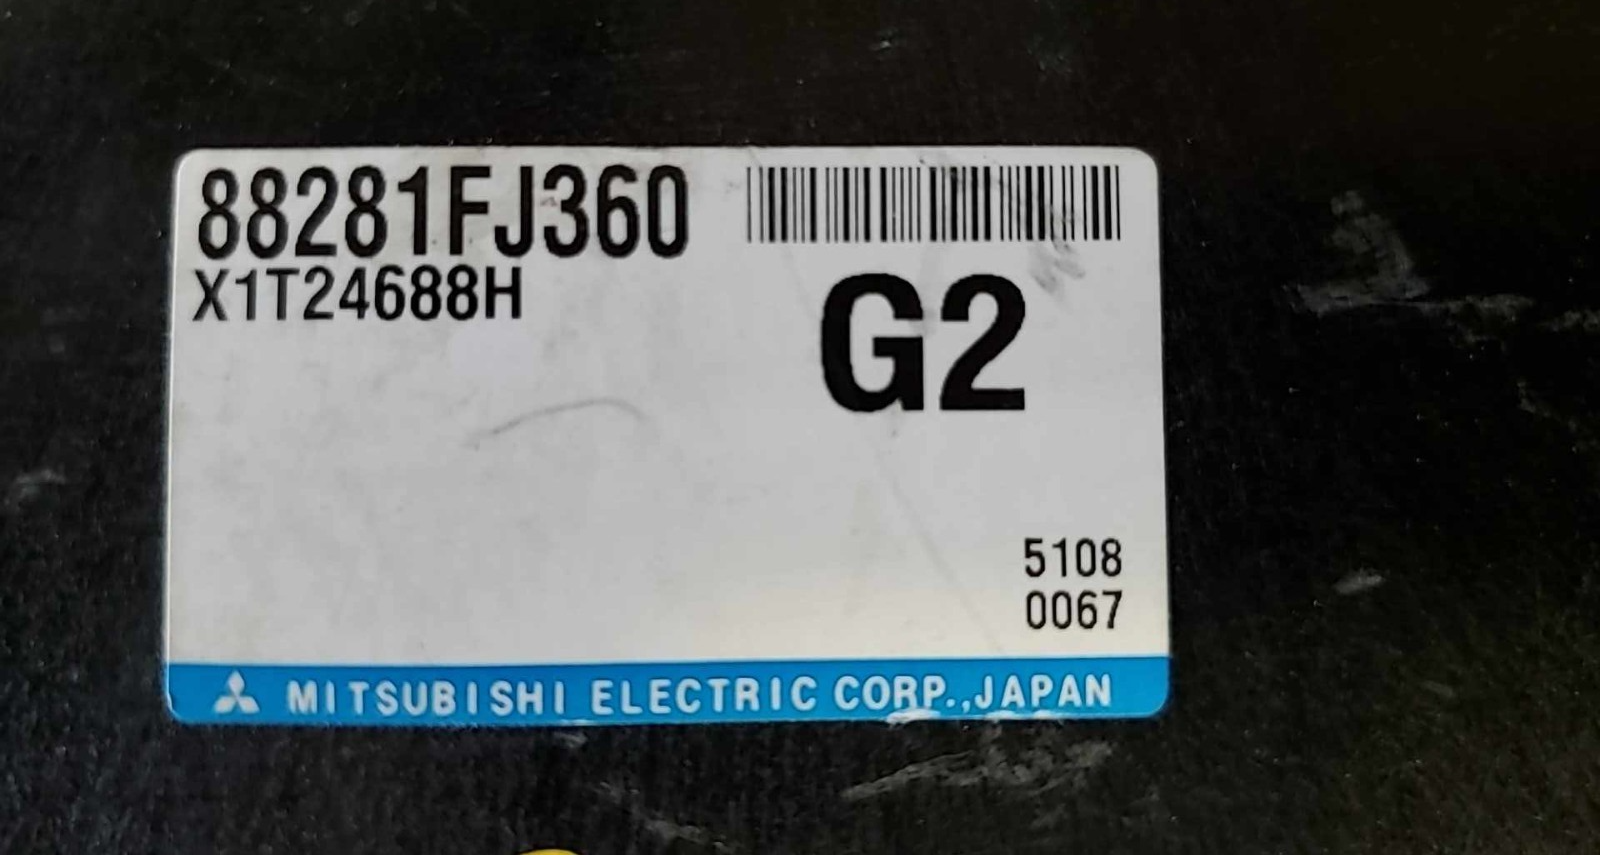 88281FJ360
X1T24688H
G2
5108
0067
MITSUBISHI ELECTRIC CORP.,JAPAN